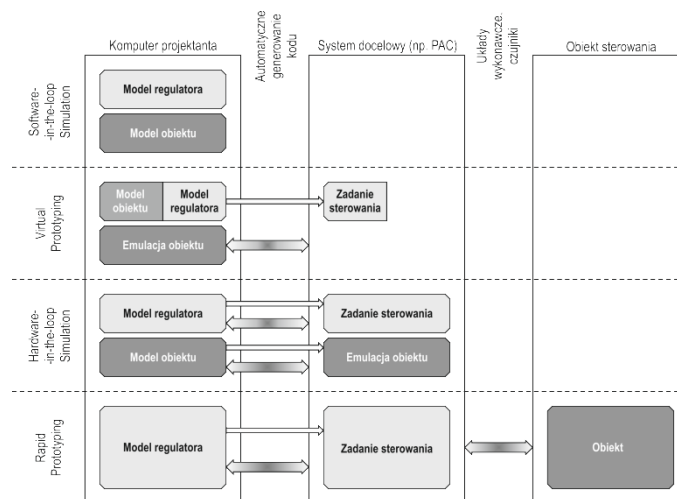 Komputer projektanta
Automatyczne
generowanie
kodu
System docelowy (np. PAC)
Układy
wykonawcze.
czujniki
Obiekt sterowania
Software-
-in-the-loop
Simulation
Model regulatora
Model obiektu
Virtual
Prototyping
Model
obiektu
Model
regulatora
Zadanie
sterowania
Emulacja obiektu
Hardware-
-in-the-loop
Simulation
Model regulatora
Zadanie sterowania
Model obiektu
Emulacja obiektu
Rapid
Prototyping
Model regulatora
Zadanie sterowania
Obiekt